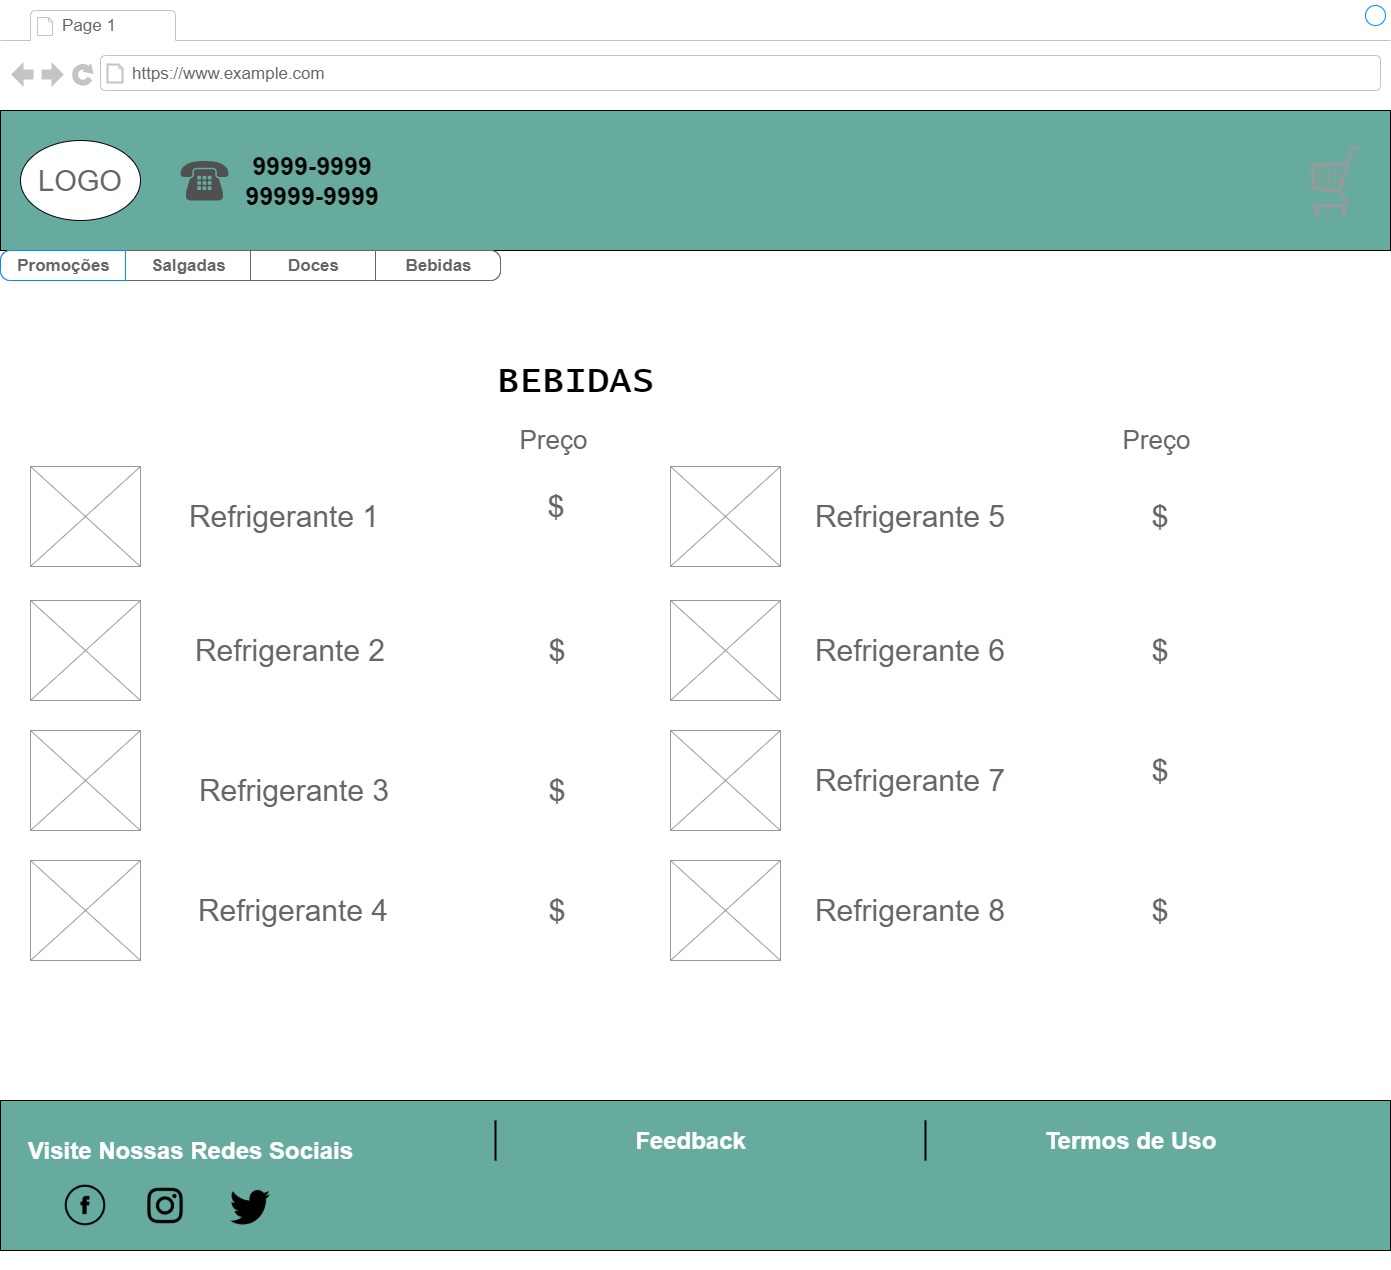 Page 1
https://www.example.com
LOGO
9999-9999
99999-9999
Promoções Salgadas Doces Bebidas
BEBIDAS
Preço Preço
Refrigerante 1 $ Refrigerante 5 $
Refrigerante 2 $ Refrigerante 6 $
Refrigerante 3 $ Refrigerante 7 $
Refrigerante 4 $ Refrigerante 8 $
Visite Nossas Redes Sociais Feedback Termos de Uso